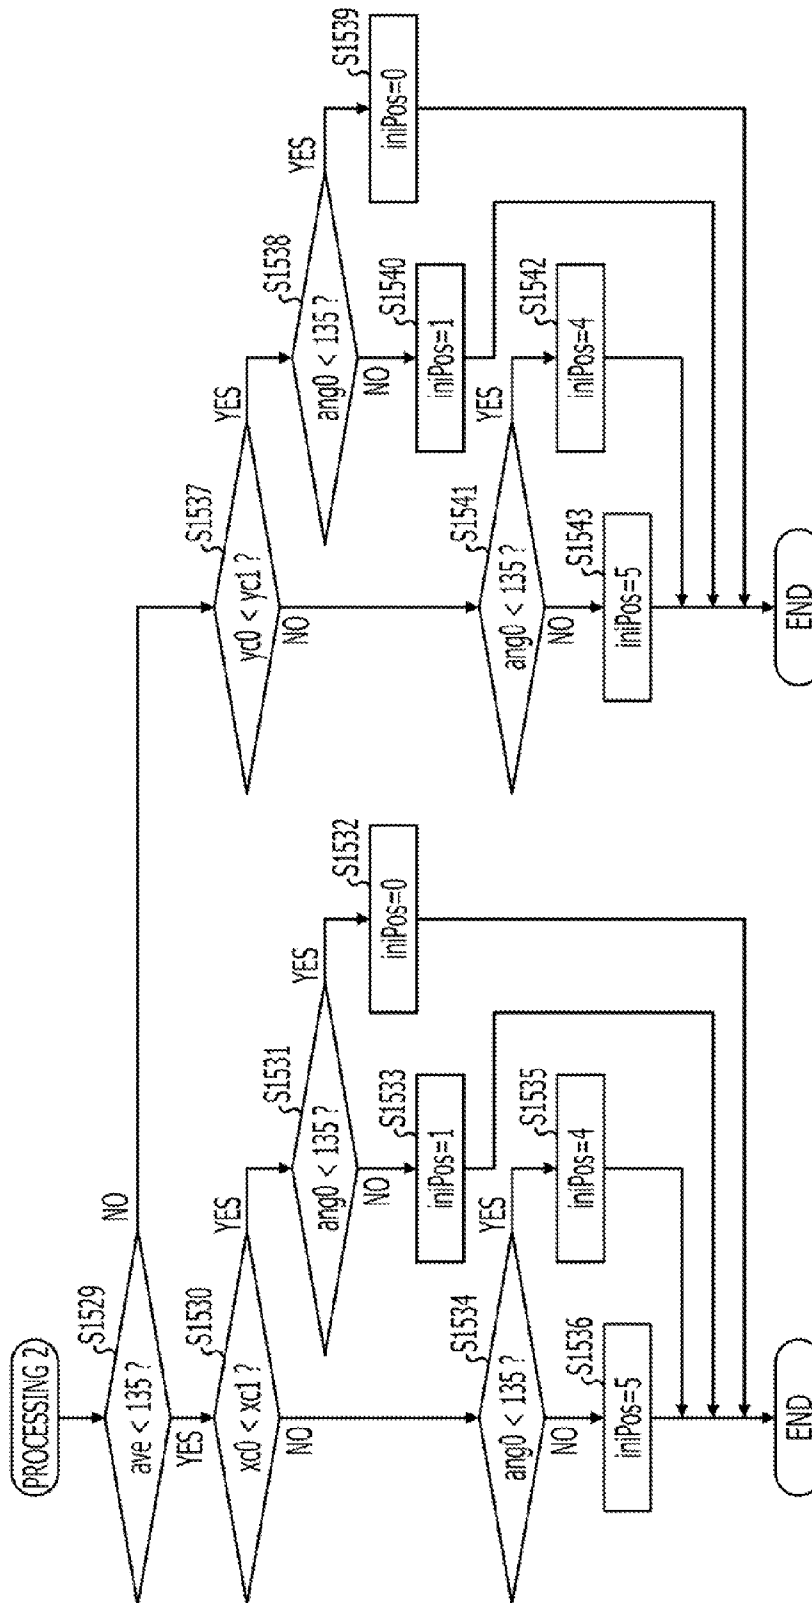 PROCESSING 2
S1529
ave < 135 ?
NO
YES
S1530
xc0 < xc1 ?
YES
NO
S1531
ang0 < 135 ?
YES
NO
S1532
iniPos=0
S1533
iniPos=1
S1534
ang0 < 135 ?
YES
NO
S1535
iniPos=4
S1536
iniPos=5
END
S1537
yc0 < yc1 ?
YES
NO
S1538
ang0 < 135 ?
YES
NO
S1539
iniPos=0
S1540
iniPos=1
S1541
ang0 < 135 ?
YES
NO
S1542
iniPos=4
S1543
iniPos=5
END